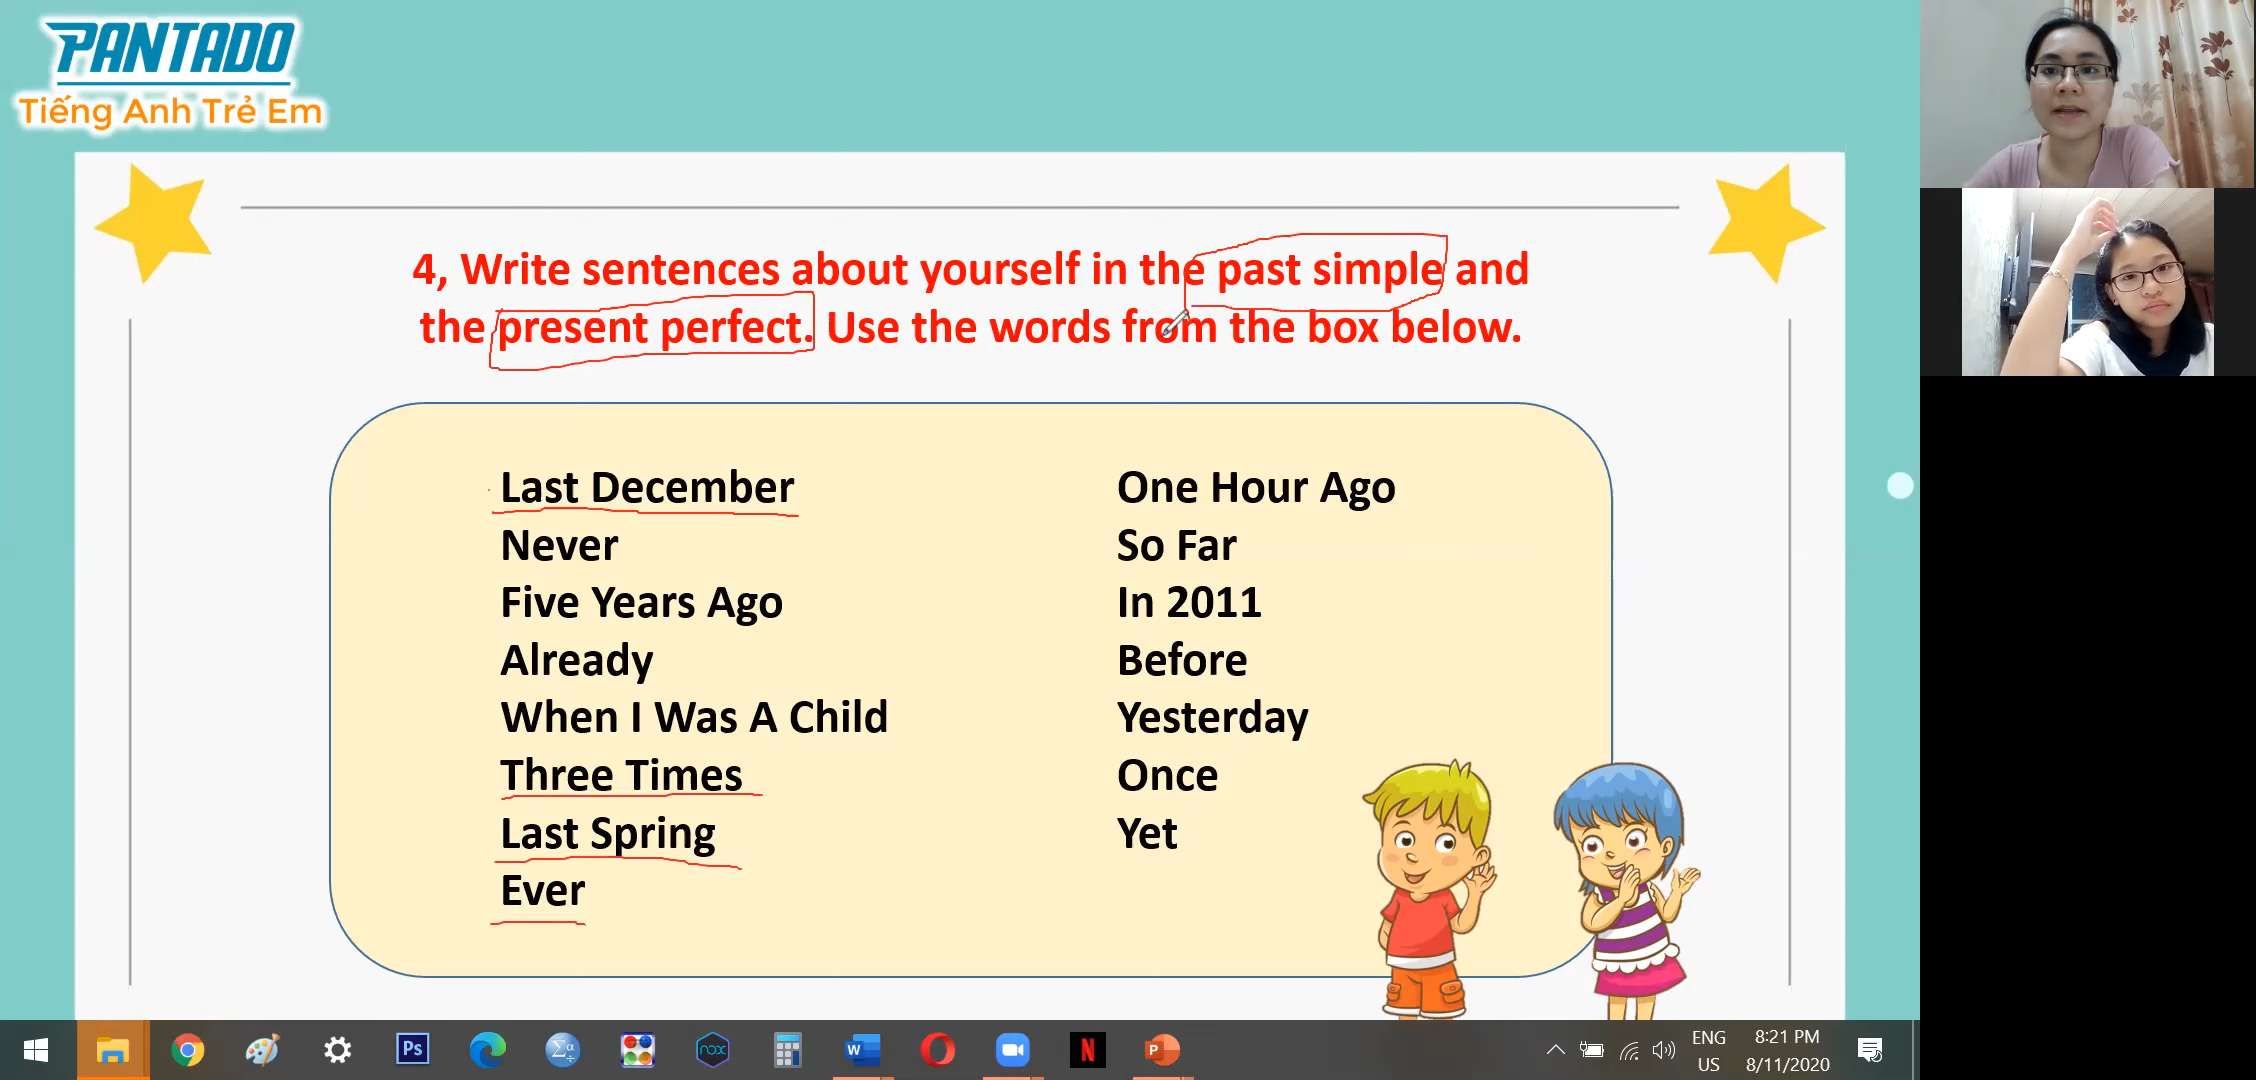 PANTADO
Tiếng Anh Trẻ Em
4, Write sentences about yourself in the past simple and
the present perfect. Use the words from the box below.
Last December
Never
Five Years Ago
Already
When I Was A Child
Three Times
Last Spring
Ever
One Hour Ago
So Far
In 2011
Before
Yesterday
Once
Yet
Ps
Σα
nox
W
N
P
ENG
US
8:21 PM
8/11/2020